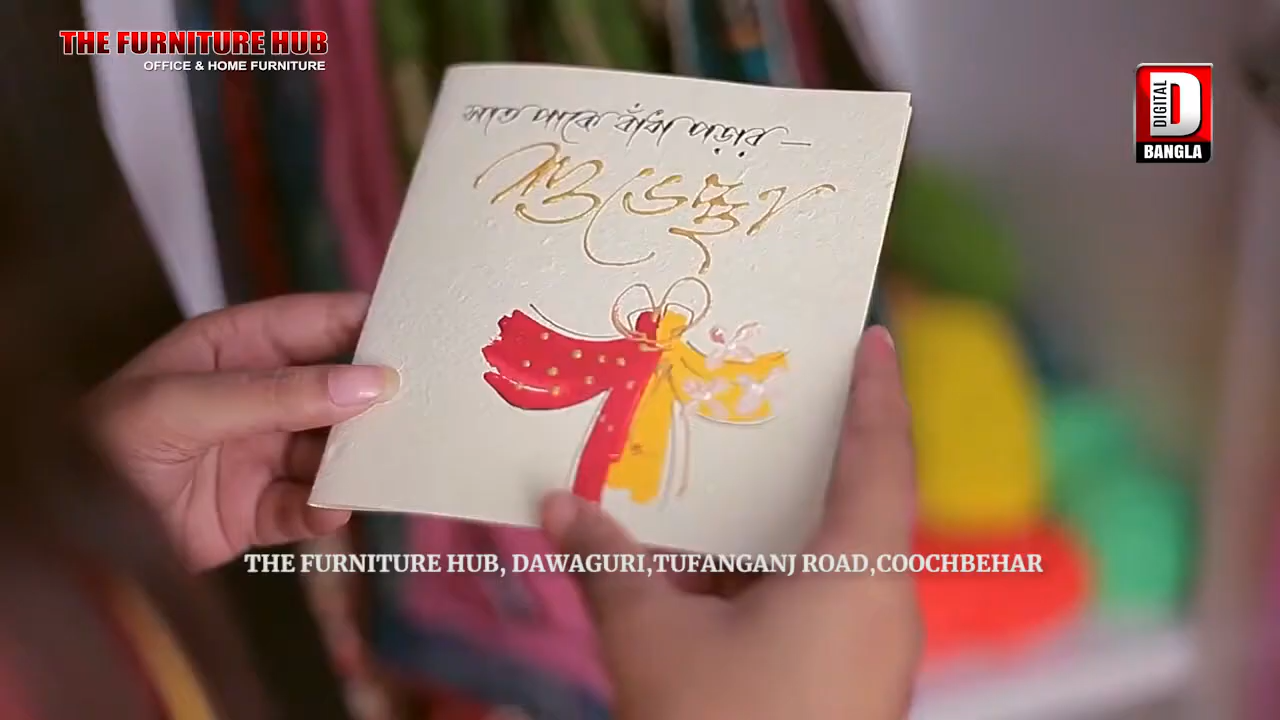 THE FURNITURE HUB
OFFICE & HOME FURNITURE
DIGITAL
D
BANGLA
সাত পাকে বাঁধা পড়ার —
শুভেচ্ছা
THE FURNITURE HUB, DAWAGURI,TUFANGANJ ROAD,COOCHBEHAR